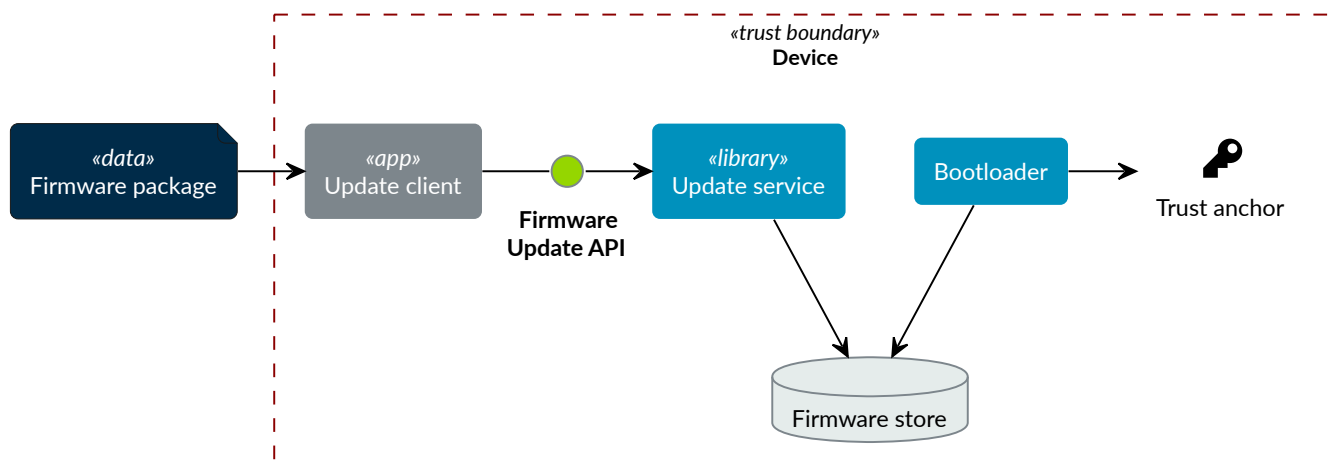 «trust boundary»
Device
«data»
Firmware package
«app»
Update client
Firmware
Update API
«library»
Update service
Bootloader
Trust anchor
Firmware store